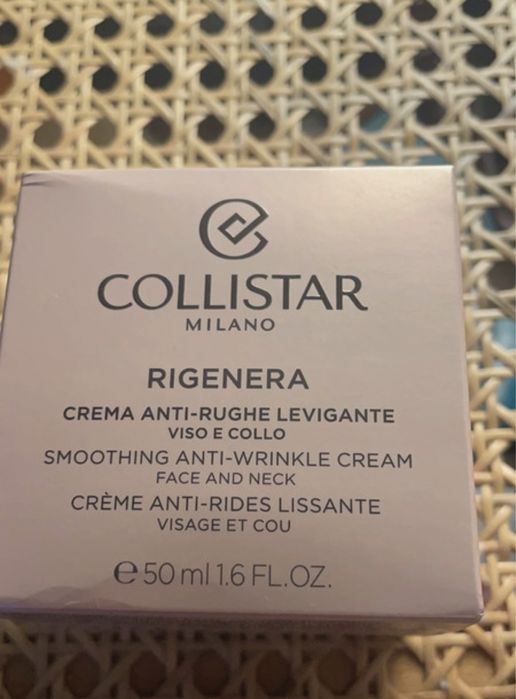 COLLISTAR
MILANO
RIGENERA
CREMA ANTI-RUGHE LEVIGANTE
VISO E COLLO
SMOOTHING ANTI-WRINKLE CREAM
FACE AND NECK
CRÈME ANTI-RIDES LISSANTE
VISAGE ET COU
℮ 50 ml 1.6 FL.OZ.